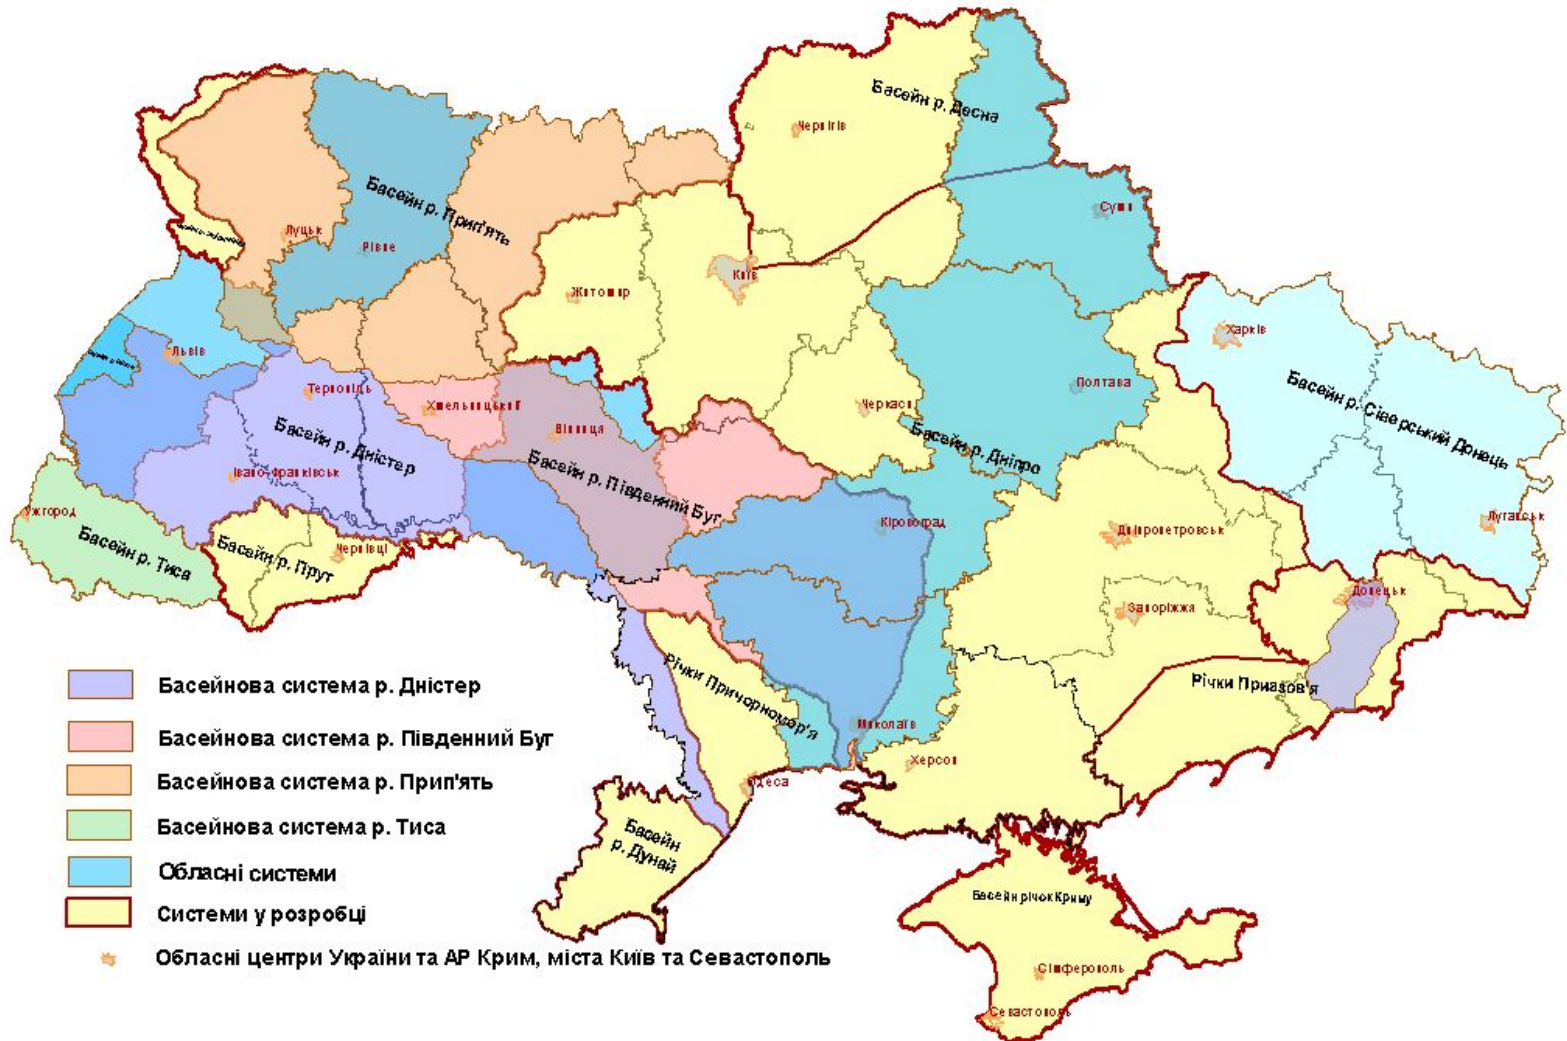 Басейн р. Десна
Чернігів
Суми
Басейн р. Прип'ять
Луцьк
Рівне
Київ
Житомир
Харків
Львів
Тернопіль
Хмельницький
Вінниця
Черкаси
Полтава
Басейн р. Сіверський Донець
Басейн р. Дністер
Басейн р. Південний Буг
Басейн р. Дніпро
Івано-Франківськ
Ужгород
Басейн р. Тиса
Басейн р. Прут
Чернівці
Кіровоград
Дніпропетровськ
Луганськ
Донецьк
Запоріжжя
Річки Причорномор'я
Річки Приазов'я
Миколаїв
Херсон
Одеса
Басейн
р. Дунай
Басейн річок Криму
Сімферополь
Севастополь
Басейнова система р. Дністер
Басейнова система р. Південний Буг
Басейнова система р. Прип'ять
Басейнова система р. Тиса
Обласні системи
Системи у розробці
Обласні центри України та АР Крим, міста Київ та Севастополь